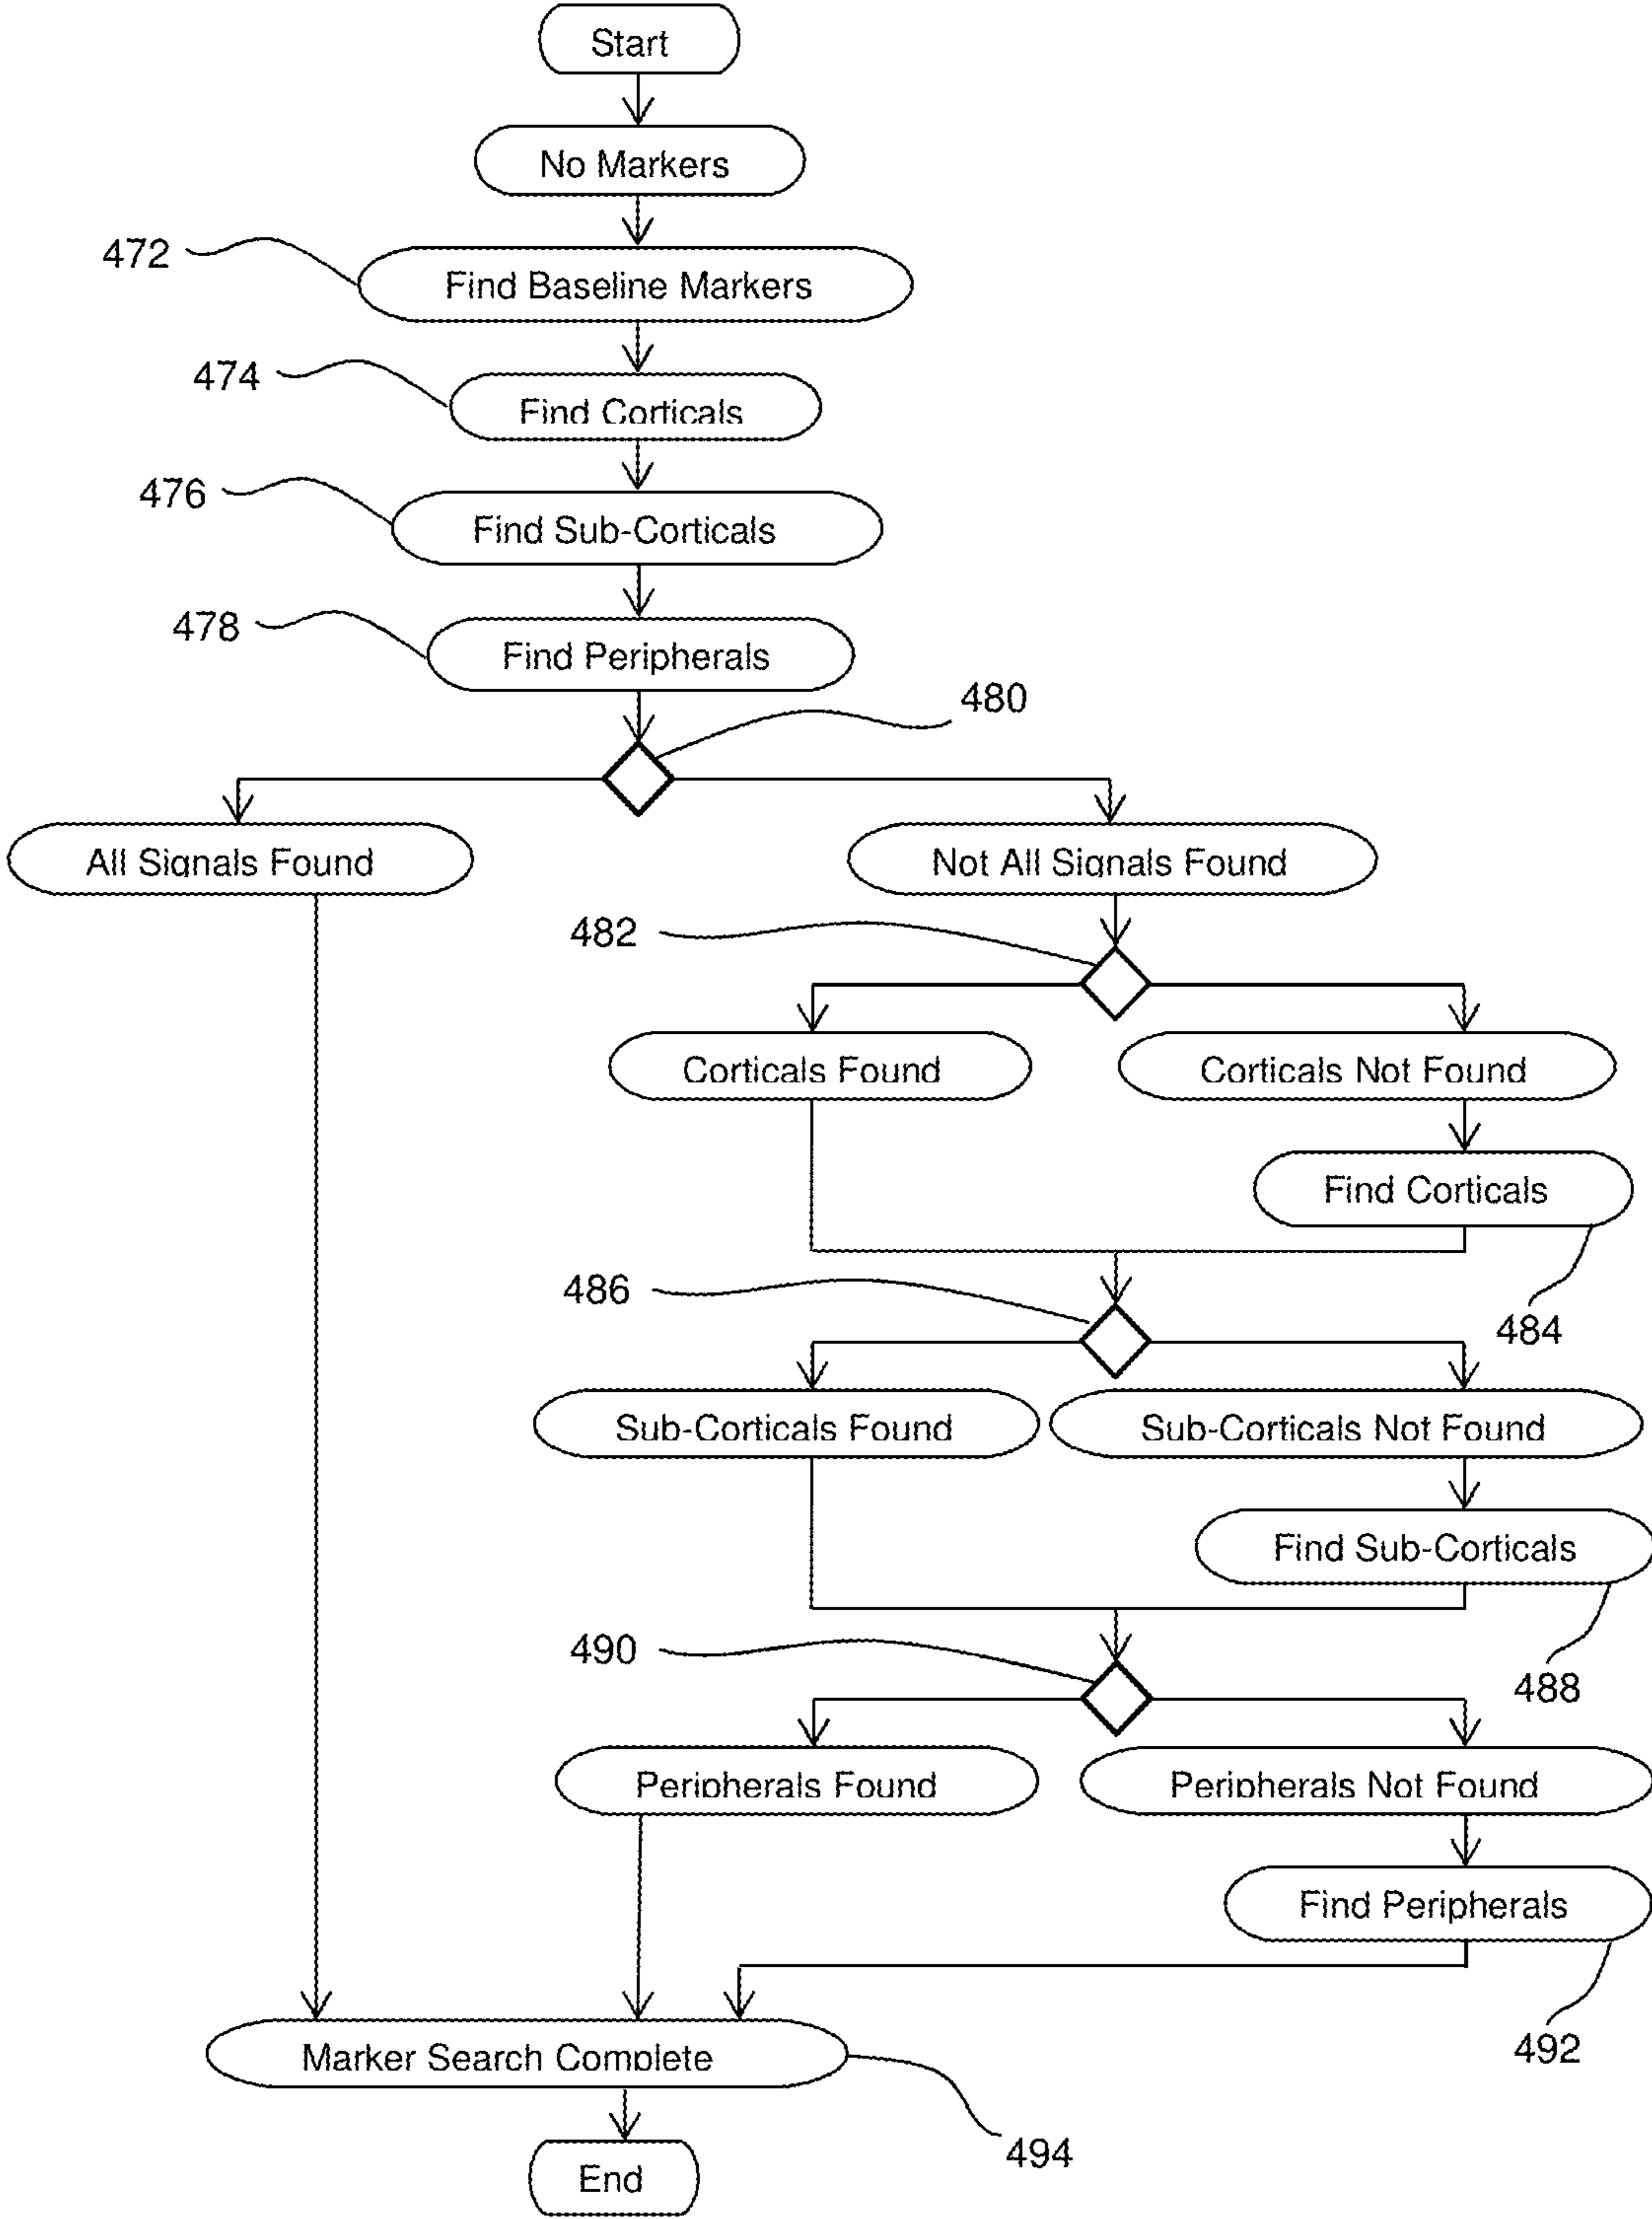 Start
No Markers
472
Find Baseline Markers
474
Find Corticals
476
Find Sub-Corticals
478
Find Peripherals
480
All Signals Found
Not All Signals Found
482
Corticals Found
Corticals Not Found
Find Corticals
484
486
Sub-Corticals Found
Sub-Corticals Not Found
Find Sub-Corticals
488
490
Peripherals Found
Peripherals Not Found
Find Peripherals
492
Marker Search Complete
494
End